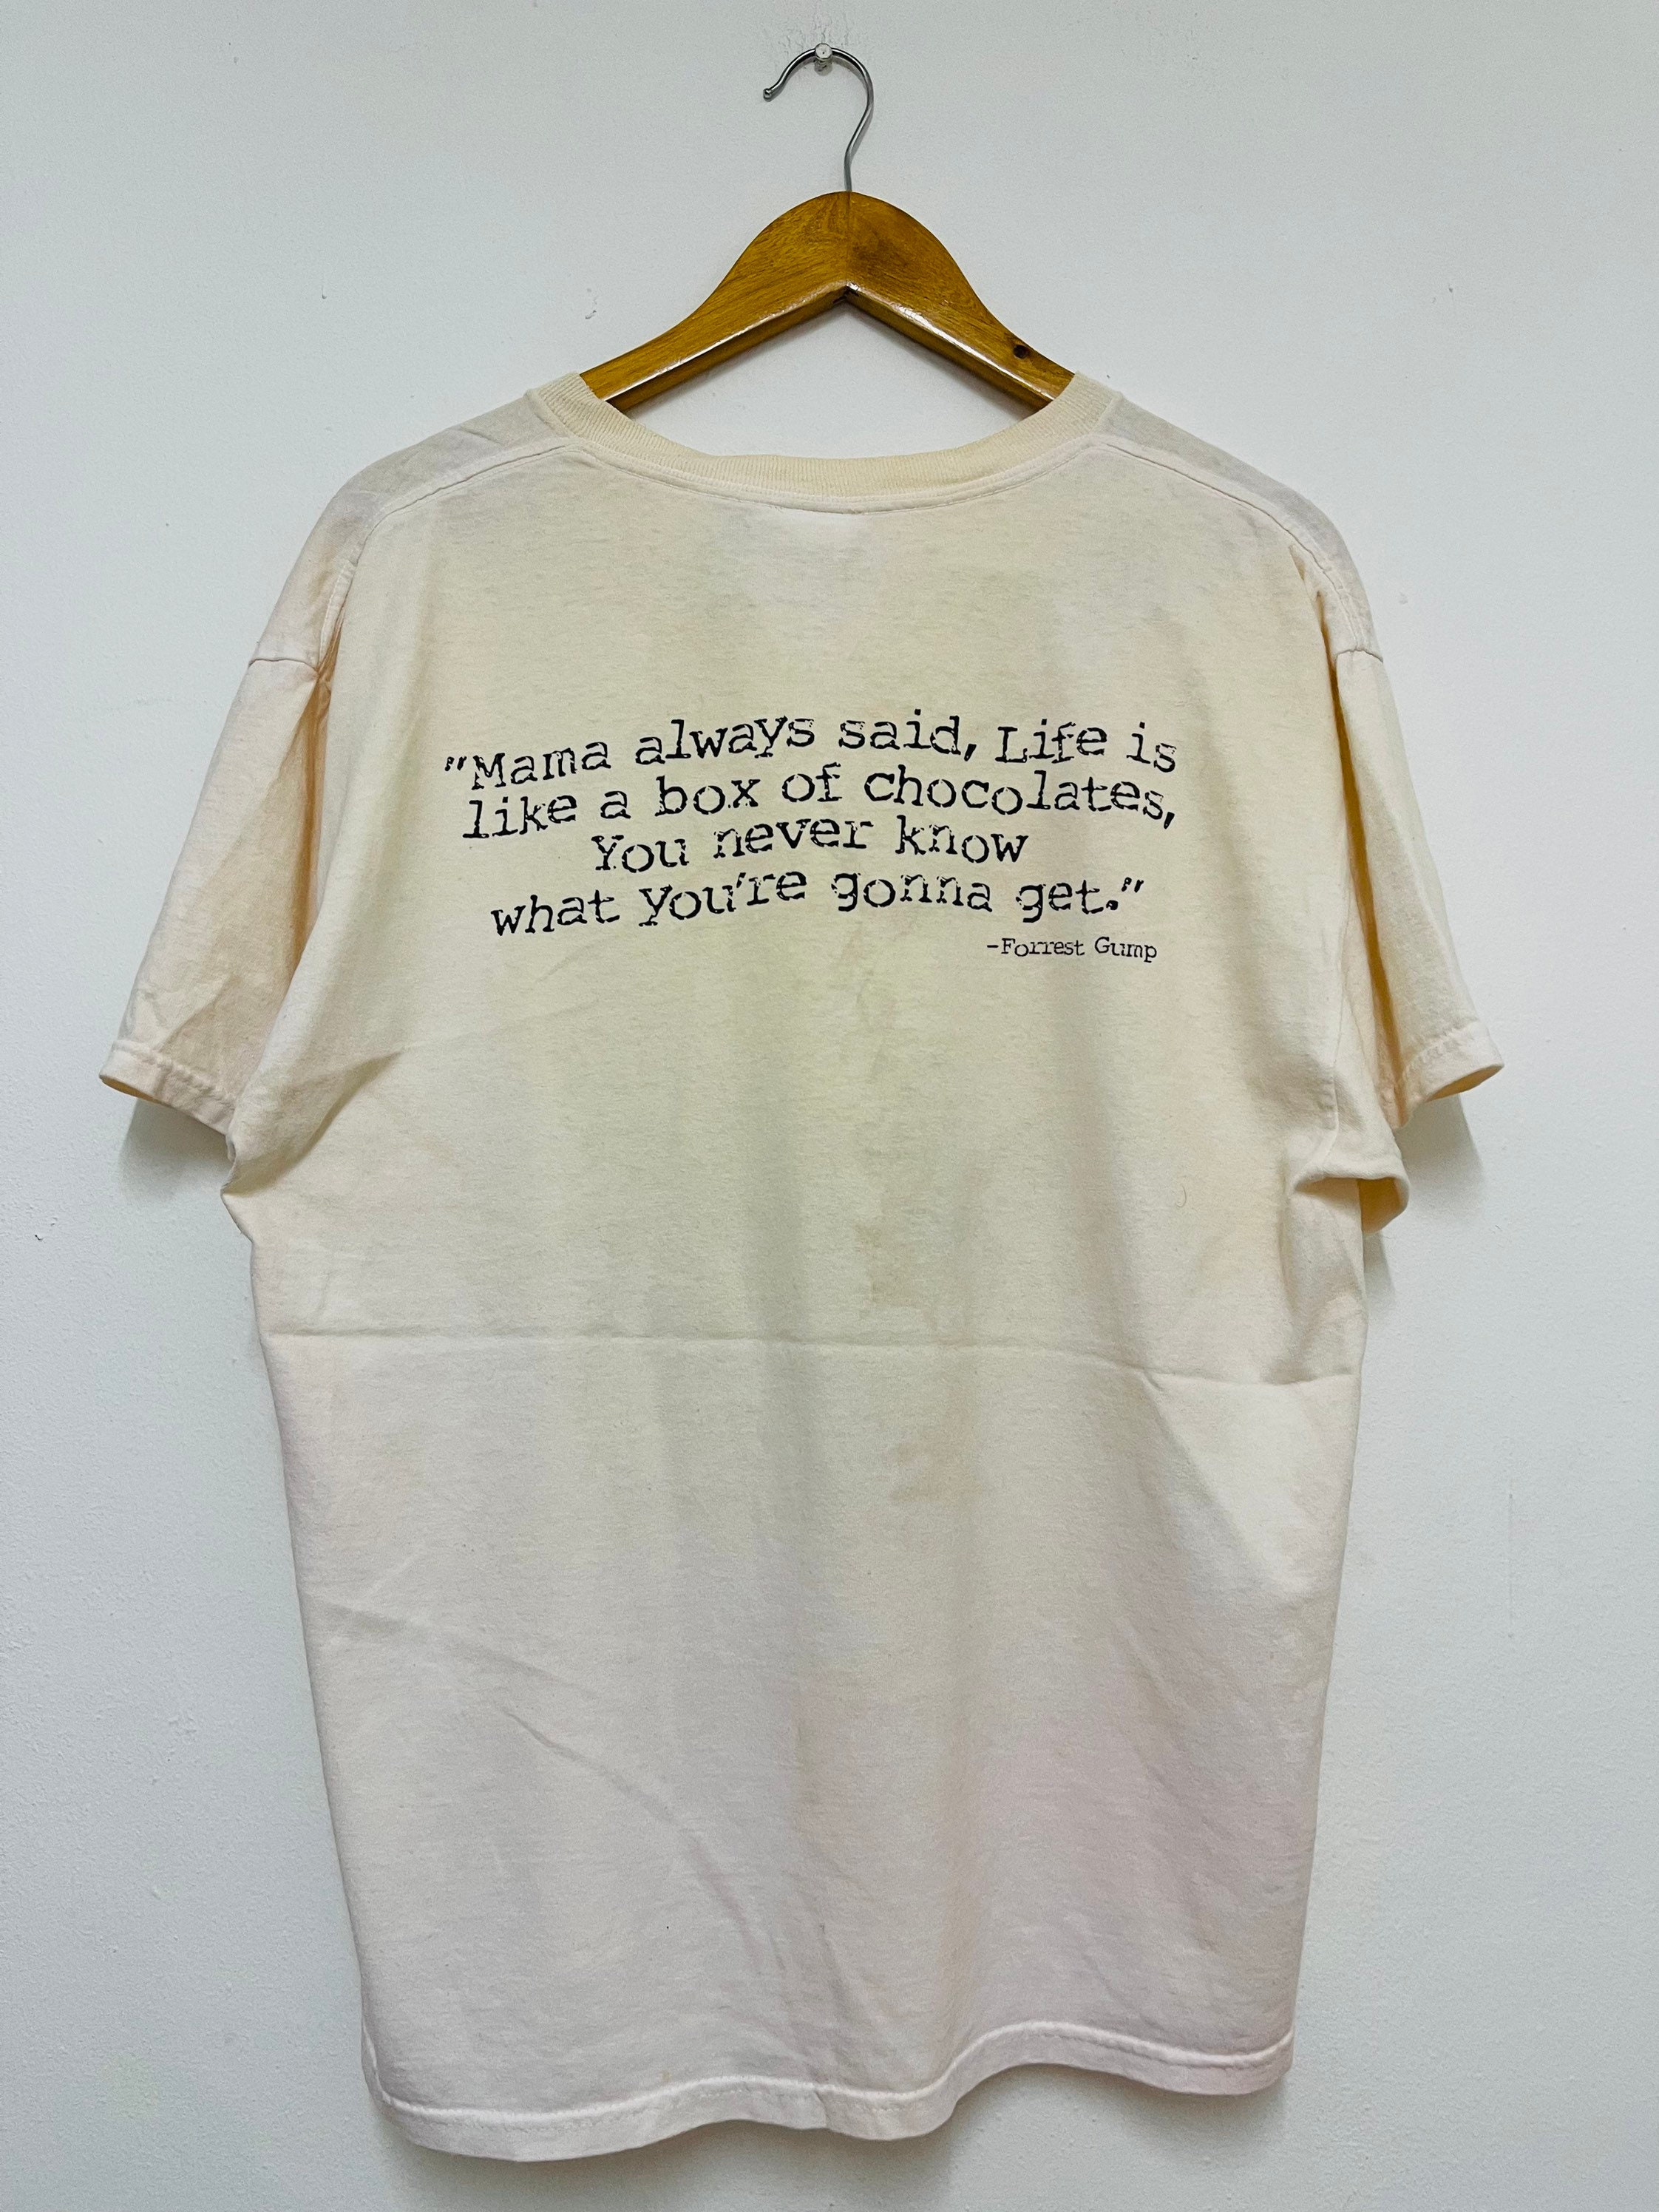 "Mama always said, Life is
like a box of chocolates,
You never know
what you're gonna get."
-Forrest Gump